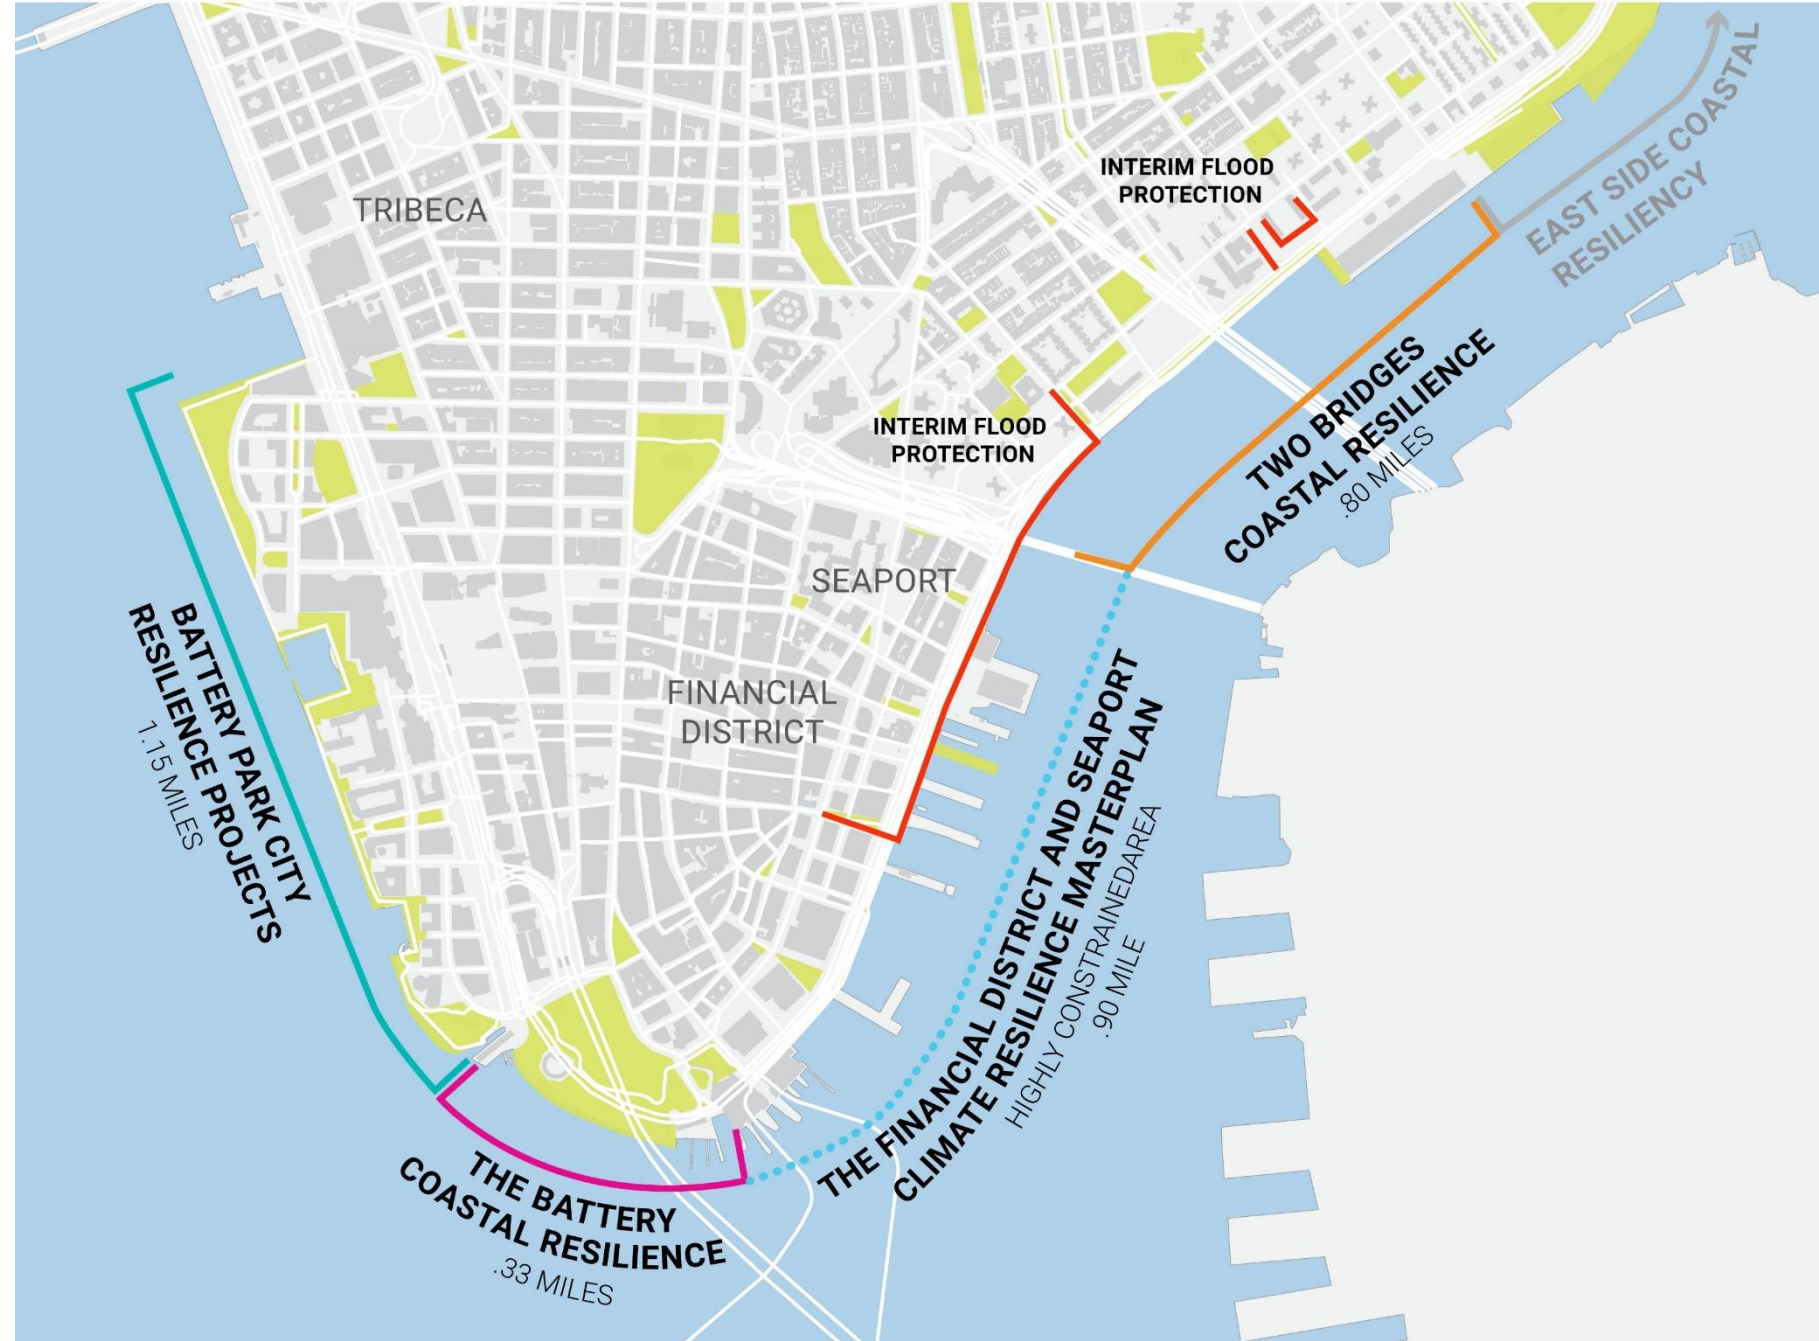 TRIBECA
INTERIM FLOOD
PROTECTION
EAST SIDE COASTAL
RESILIENCY
INTERIM FLOOD
PROTECTION
TWO BRIDGES
COASTAL RESILIENCE
.80 MILES
SEAPORT
FINANCIAL
DISTRICT
BATTERY PARK CITY
RESILIENCE PROJECTS
1.15 MILES
THE FINANCIAL DISTRICT AND SEAPORT
CLIMATE RESILIENCE MASTERPLAN
HIGHLY CONSTRAINEDAREA
.90 MILE
THE BATTERY
COASTAL RESILIENCE
.33 MILES